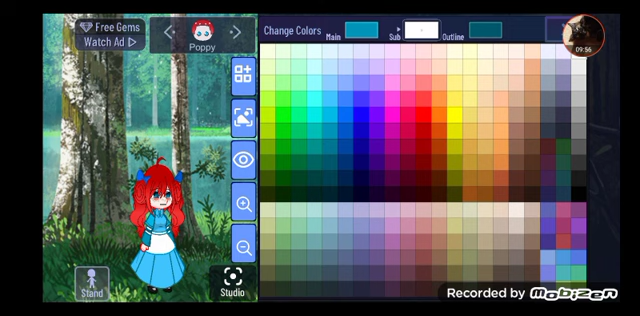 Free Gems
Watch Ad
Poppy
Change Colors
Main
Sub
Outline
09:56
Stand
Studio
Recorded by
MOBIZEN